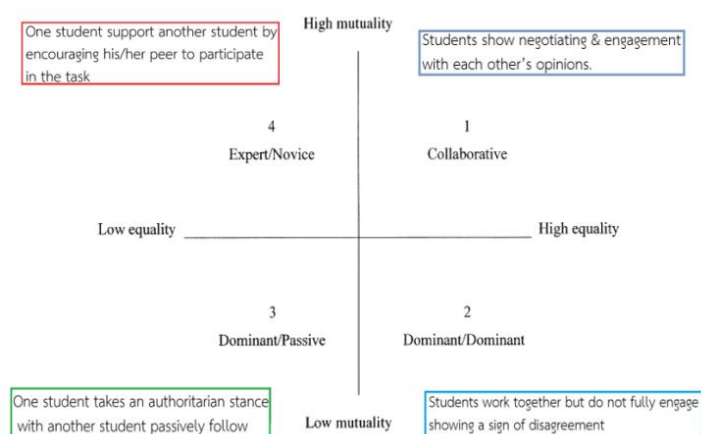 One student support another student by
encouraging his/her peer to participate
in the task
High mutuality
Students show negotiating & engagement
with each other's opinions.
4
Expert/Novice
1
Collaborative
Low equality
High equality
3
Dominant/Passive
2
Dominant/Dominant
One student takes an authoritarian stance
with another student passively follow
Low mutuality
Students work together but do not fully engage
showing a sign of disagreement